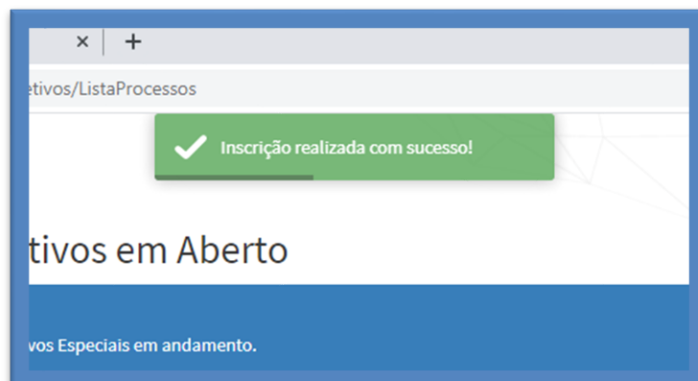 etivos/ListaProcessos
Inscrição realizada com sucesso!
tivos em Aberto
vos Especiais em andamento.